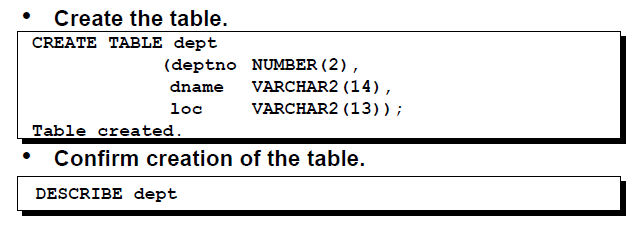 • Create the table.
CREATE TABLE dept
(deptno NUMBER(2),
dname VARCHAR2(14),
loc VARCHAR2(13));
Table created.
• Confirm creation of the table.
DESCRIBE dept